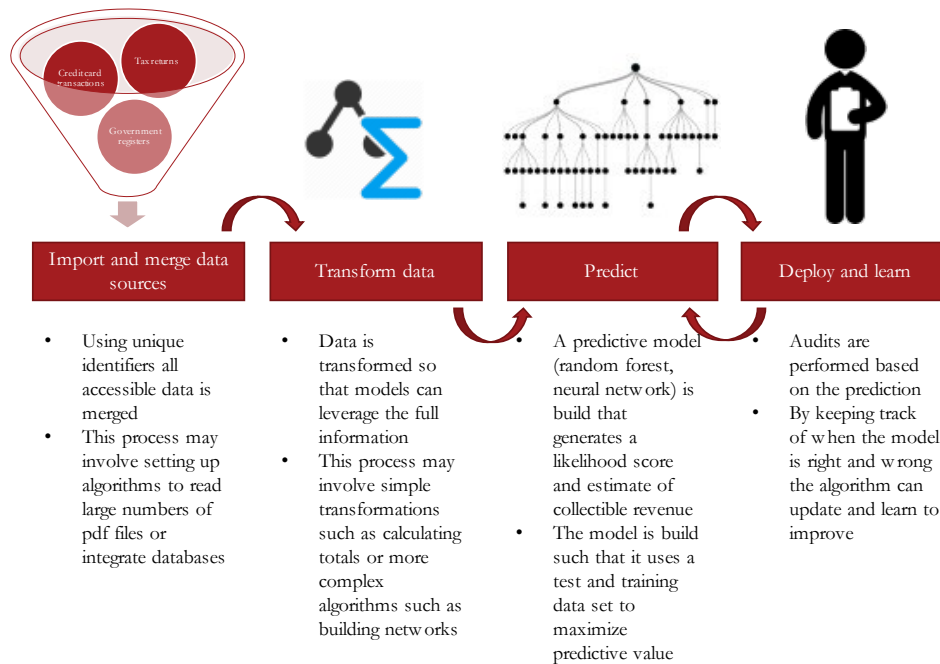 Tax returns
Credit card
transactions
Government
registers
Import and merge data
sources
Transform data
Predict
Deploy and learn
• Using unique
identifiers all
accessible data is
merged
• This process may
involve setting up
algorithms to read
large numbers of
pdf files or
integrate databases
• Data is
transformed so
that models can
leverage the full
information
• This process may
involve simple
transformations
such as calculating
totals or more
complex
algorithms such as
building networks
• A predictive model
(random forest,
neural network) is
build that
generates a
likelihood score
and estimate of
collectible revenue
• The model is build
such that it uses a
test and training
data set to
maximize
predictive value
• Audits are
performed based
on the prediction
• By keeping track
of when the model
is right and wrong
the algorithm can
update and learn to
improve